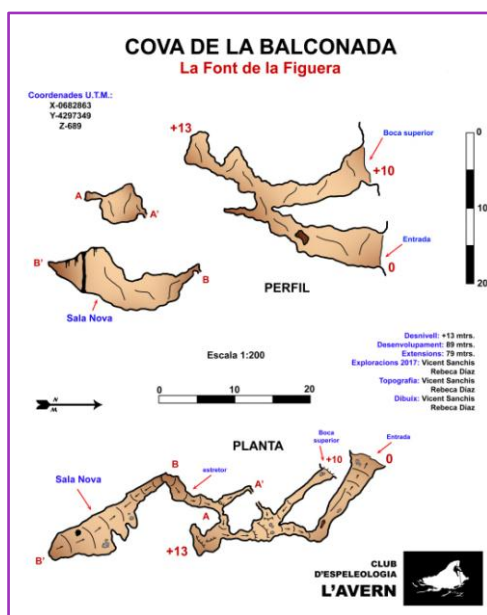 COVA DE LA BALCONADA
La Font de la Figuera
Coordenades U.T.M.:
X-0682863
Y-4297349
Z-689
+13
Boca superior
+10
0
10
20
A
A'
Entrada
0
B'
B
Sala Nova
PERFIL
Desnivell: +13 mtrs.
Desenvolupament: 89 mtrs.
Extensions: 79 mtrs.
Exploracions 2017: Vicent Sanchis
Rebeca Díaz
Topografia: Vicent Sanchis
Rebeca Díaz
Dibuix: Vicent Sanchis
Rebeca Díaz
Escala 1:200
0
10
20
N
M
PLANTA
Boca
superior
+10
Entrada
0
B
estretor
A'
Sala Nova
A
+13
B'
CLUB
D'ESPELEOLOGIA
L'AVERN